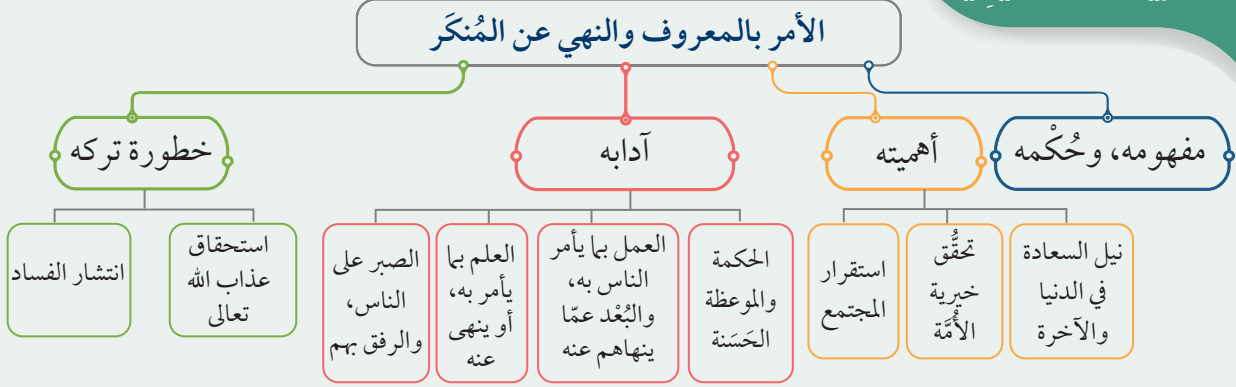 الأمر بالمعروف والنهي عن المُنكَر
مفهومه، وحُكْمه
أهميته
آدابه
خطورة تركه
نيل السعادة
في الدنيا
والآخرة
تحقُّق
خيرية
الأُمَّة
استقرار
المجتمع
الحكمة
والموعظة
الحَسَنة
العمل بما يأمر
الناس به،
والبُعْد عمّا
ينهاهم عنه
العلم بما
يأمر به،
أو ينهى
عنه
الصبر على
الناس،
والرفق بهم
استحقاق
عذاب الله
تعالى
انتشار الفساد